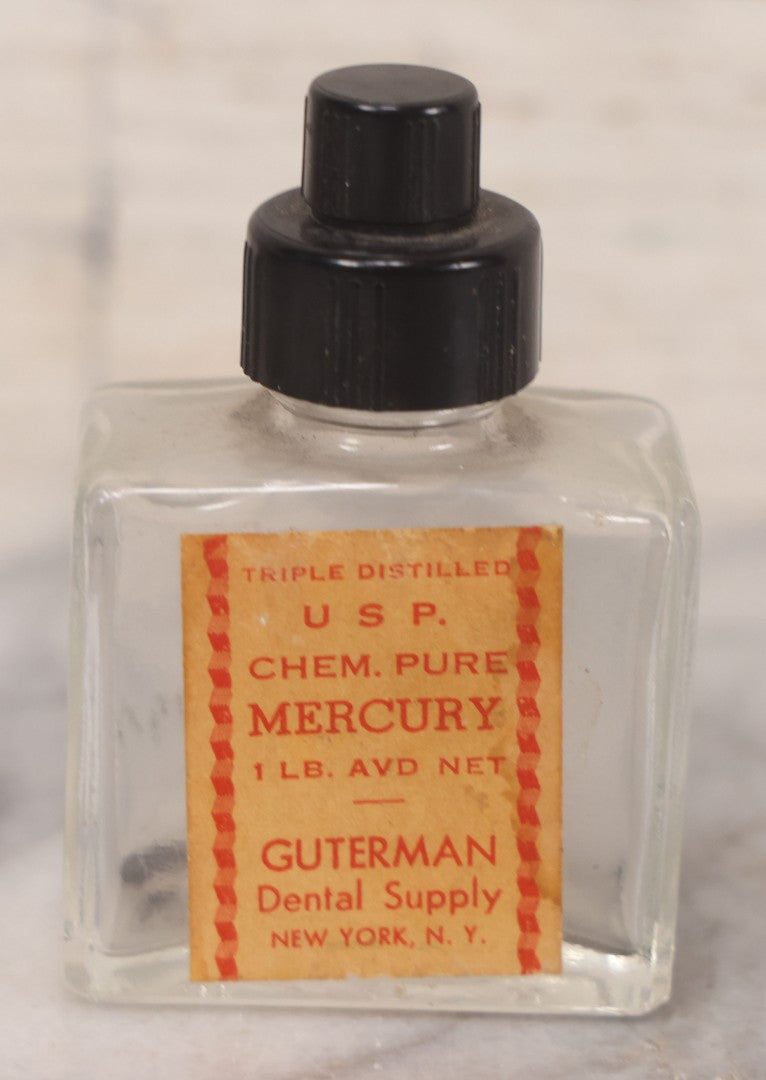 TRIPLE DISTILLED
U S P.
CHEM. PURE
MERCURY
1 LB. AVD NET
GUTERMAN
Dental Supply
NEW YORK, N. Y.